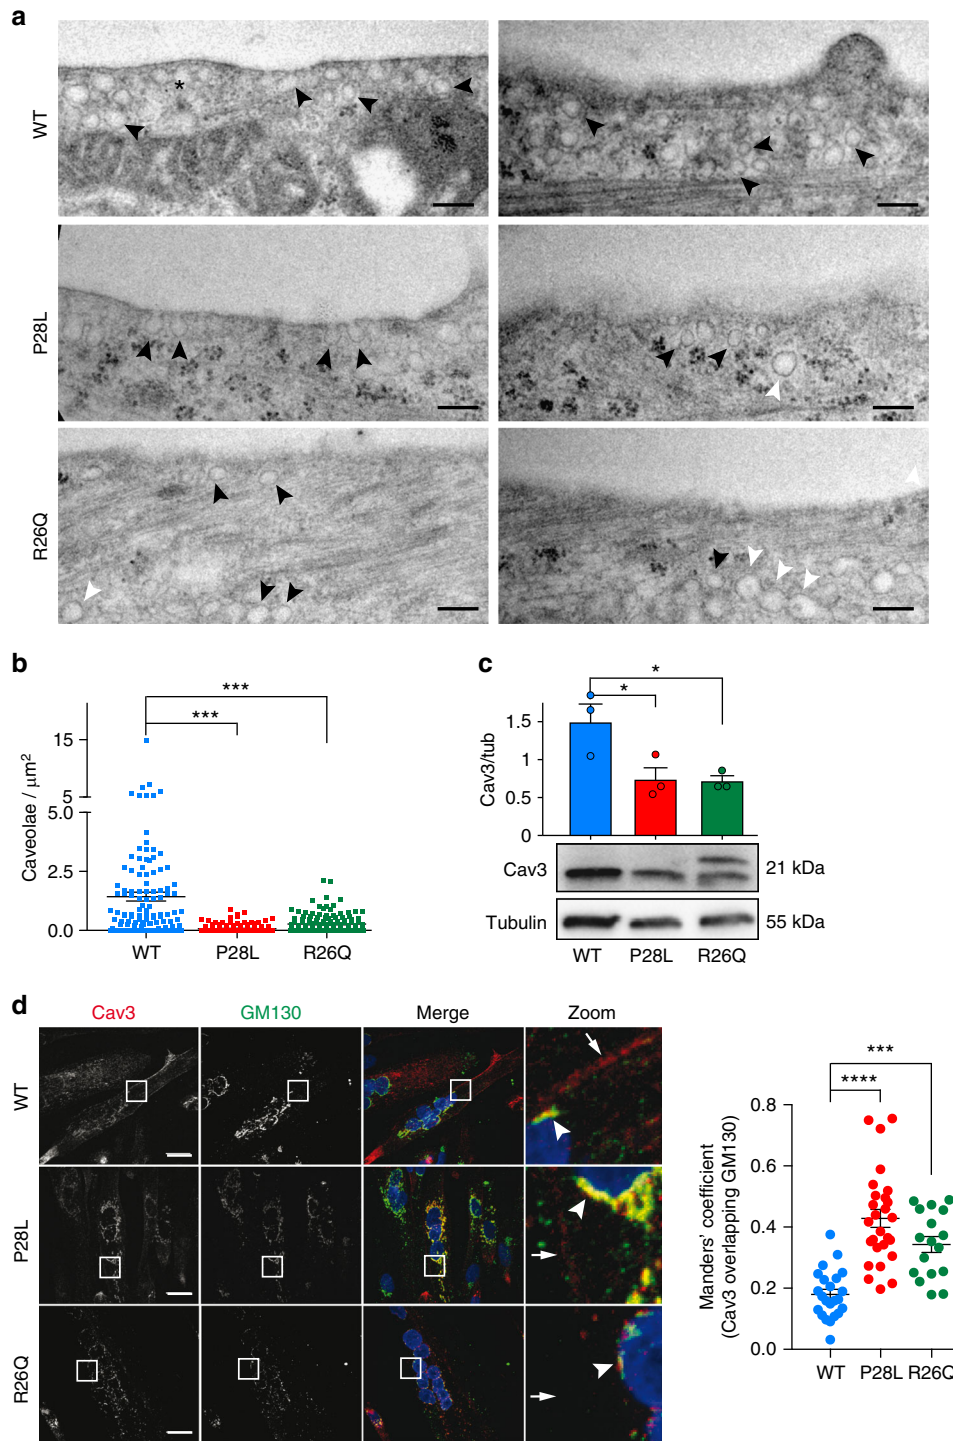 a
WT
*
P28L
R26Q
b
***
***
Caveolae / μm²
15
5
5.0
2.5
0.0
WT
P28L
R26Q
c
*
*
Cav3/tub
1.5
1
0.5
0
Cav3
21 kDa
Tubulin
55 kDa
WT
P28L
R26Q
d
Cav3
GM130
Merge
Zoom
WT
P28L
R26Q
***
****
Manders' coefficient
(Cav3 overlapping GM130)
0.8
0.6
0.4
0.2
0.0
WT
P28L
R26Q